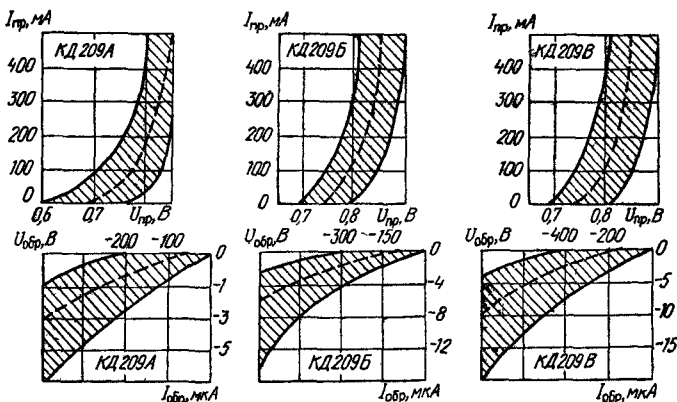 Iпр, мА
КД209А
400
300
200
100
0
0,6
0,7
Uпр, В
Iпр, мА
КД209Б
400
300
200
100
0
0,7
0,8
Uпр, В
Iпр, мА
КД209В
400
300
200
100
0
0,7
0,8
Uпр, В
Uобр, В
-200
-100
0
-1
-3
-5
КД209А
Iобр, мкА
Uобр, В
-300
-150
0
-4
-8
-12
КД209Б
Iобр, мкА
Uобр, В
-400
-200
0
-5
-10
-15
КД209В
Iобр, мкА